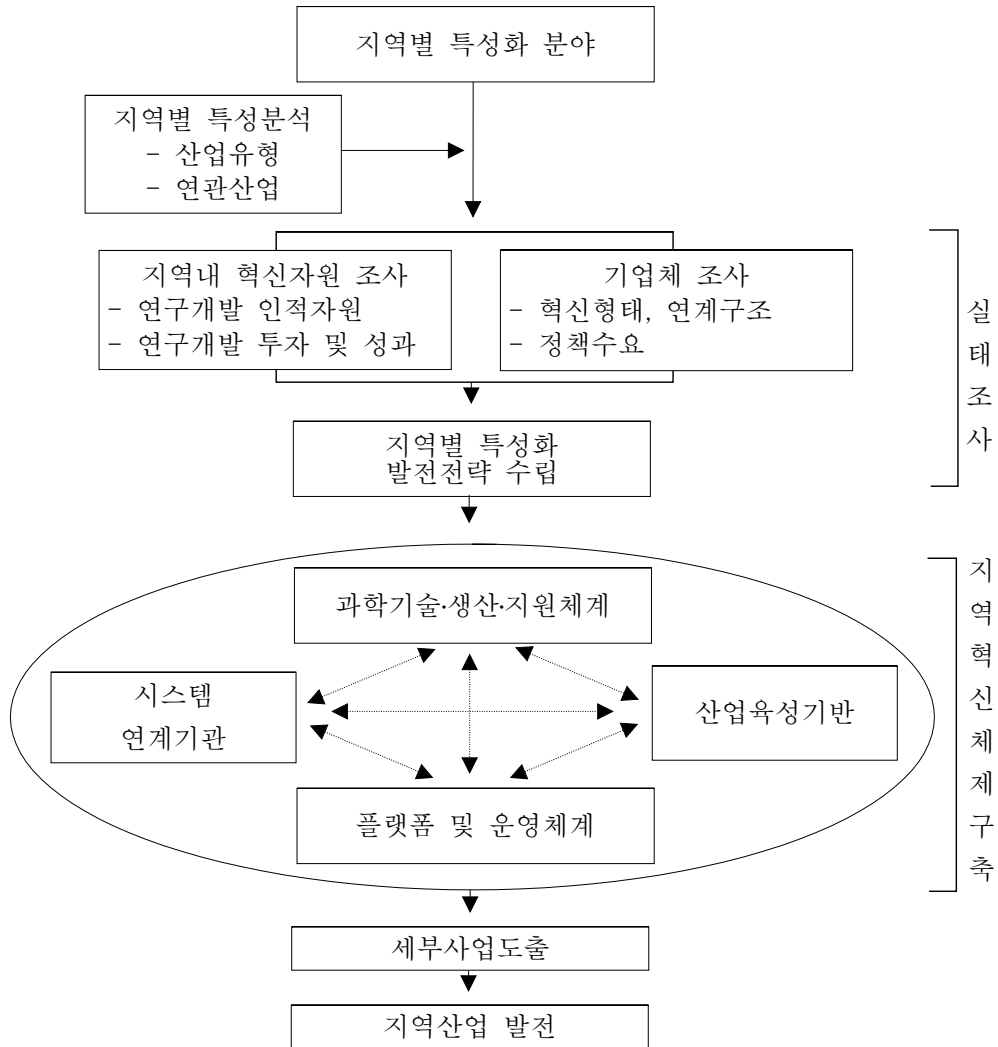 지역별 특성화 분야
지역별 특성분석
- 산업유형
- 연관산업
지역내 혁신자원 조사
- 연구개발 인적자원
- 연구개발 투자 및 성과
기업체 조사
- 혁신형태, 연계구조
- 정책수요
실태조사
지역별 특성화
발전전략 수립
과학기술·생산·지원체계
시스템
연계기관
산업육성기반
플랫폼 및 운영체계
지역혁신체제구축
세부사업도출
지역산업 발전